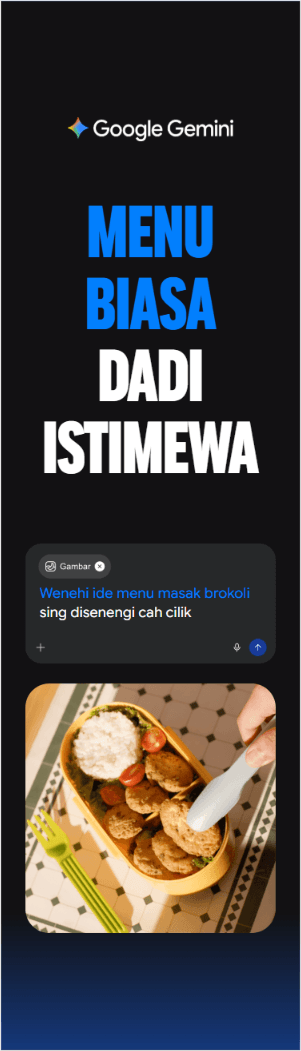 Google Gemini
MENU
BIASA
DADI
ISTIMEWA
Gambar
Wenehi ide menu masak brokoli
sing disenengi cah cilik